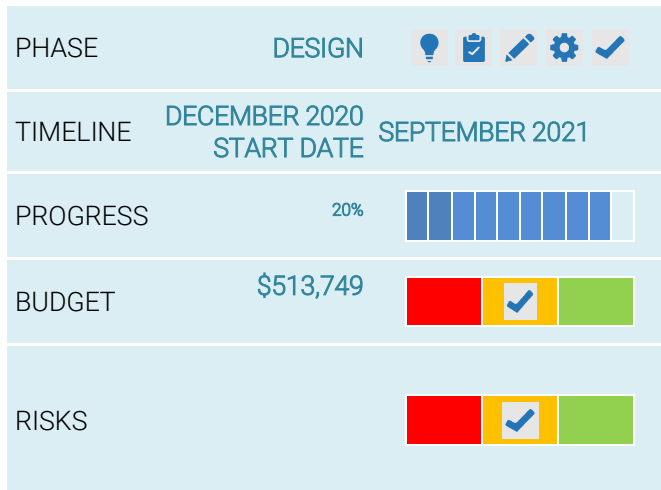 PHASE
DESIGN
TIMELINE
DECEMBER 2020
START DATE
SEPTEMBER 2021
PROGRESS
20%
BUDGET
$513,749
RISKS